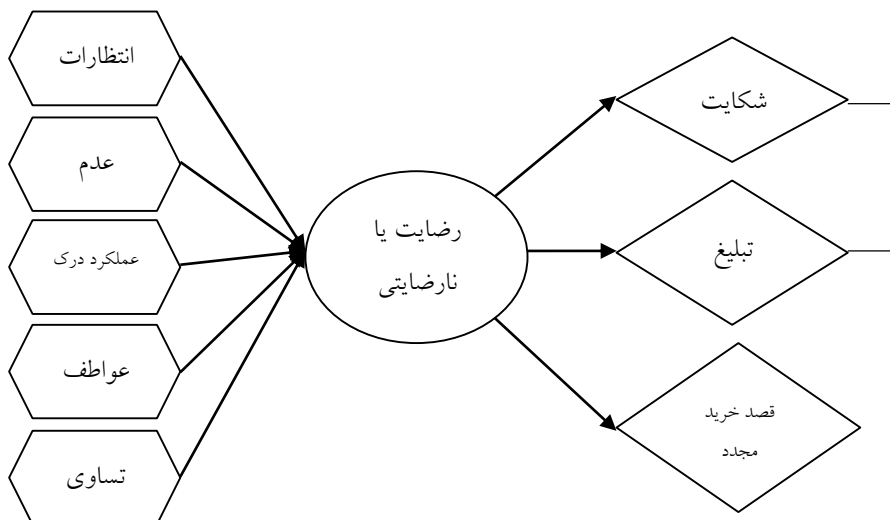 انتظارات
عدم
عملکرد درک
عواطف
تساوی
رضایت یا
نارضایتی
شکایت
تبلیغ
قصد خرید
مجدد